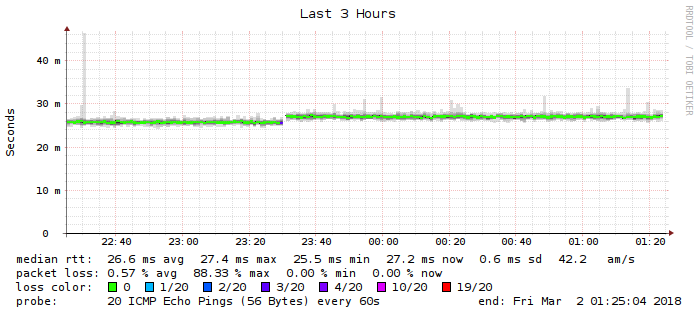 Last 3 Hours
RRDTOOL / TOBI OETIKER
Seconds
40 m
30 m
20 m
10 m
0
22:40 23:00 23:20 23:40 00:00 00:20 00:40 01:00 01:20
median rtt: 26.6 ms avg 27.4 ms max 25.5 ms min 27.2 ms now 0.6 ms sd 42.2 am/s
packet loss: 0.57 % avg 88.33 % max 0.00 % min 0.00 % now
loss color: 0 1/20 2/20 3/20 4/20 10/20 19/20
probe: 20 ICMP Echo Pings (56 Bytes) every 60s end: Fri Mar 2 01:25:04 2018